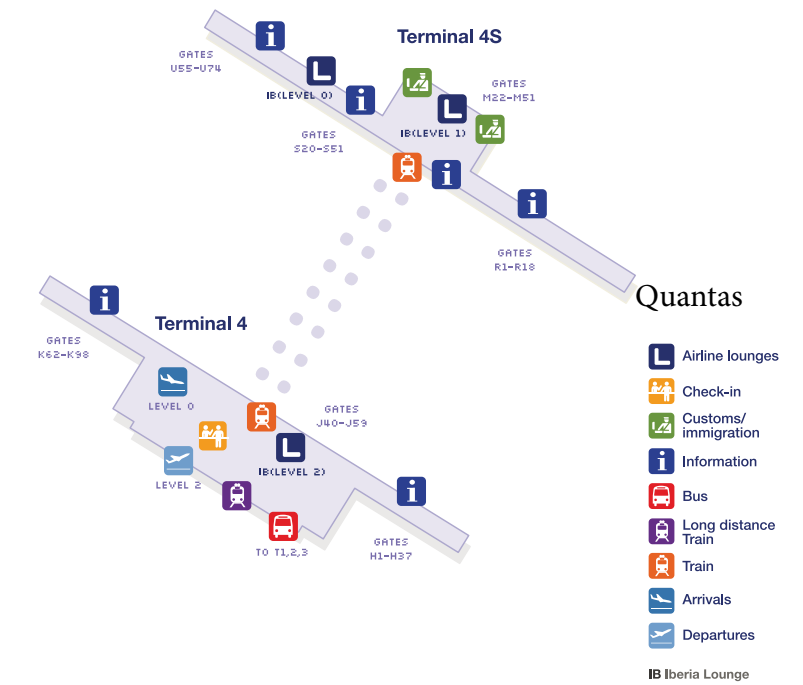 Terminal 4S
GATES
U55-U74
GATES
M22-M51
IB(LEVEL 0)
IB(LEVEL 1)
GATES
S20-S51
GATES
R1-R18
Quantas
Terminal 4
GATES
K62-K98
LEVEL 0
GATES
J40-J59
IB(LEVEL 2)
LEVEL 2
TO T1,2,3
GATES
H1-H37
Airline lounges
Check-in
Customs/
immigration
Information
Bus
Long distance
Train
Train
Arrivals
Departures
IB Iberia Lounge